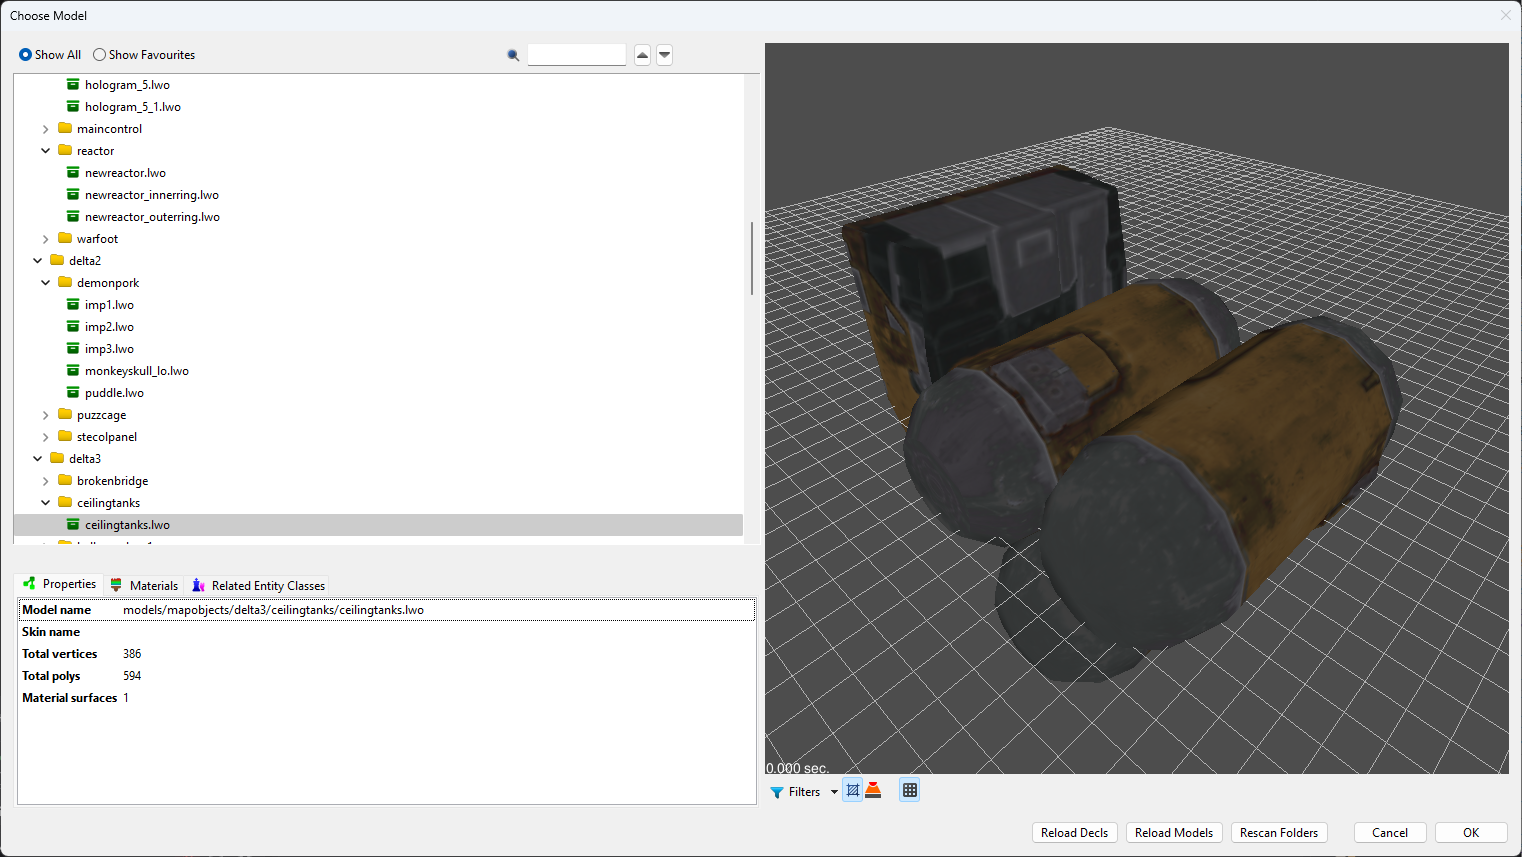 Choose Model
Show All Show Favourites
hologram_5.lwo
hologram_5_1.lwo
maincontrol
reactor
newreactor.lwo
newreactor_innerring.lwo
newreactor_outerring.lwo
warfoot
delta2
demonpork
imp1.lwo
imp2.lwo
imp3.lwo
monkeyskull_lo.lwo
puddle.lwo
puzzcage
stecolpanel
delta3
brokenbridge
ceilingtanks
ceilingtanks.lwo
Properties Materials Related Entity Classes
Model name models/mapobjects/delta3/ceilingtanks/ceilingtanks.lwo
Skin name
Total vertices 386
Total polys 594
Material surfaces 1
0.000 sec.
Filters
Reload Decls Reload Models Rescan Folders Cancel OK